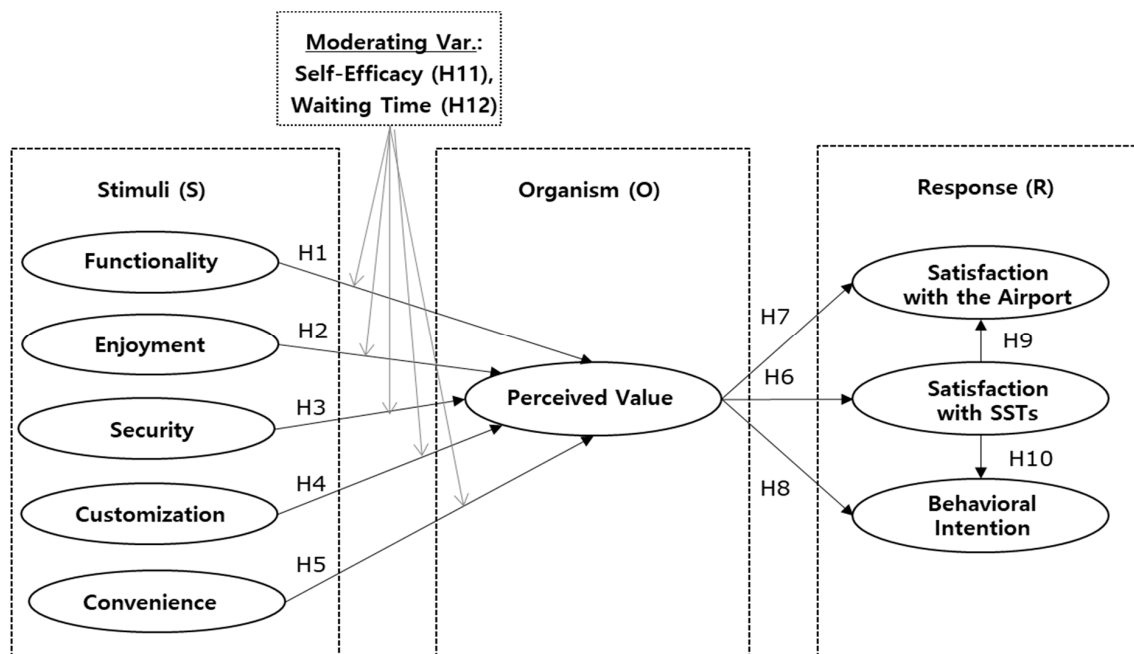 Moderating Var.:
Self-Efficacy (H11),
Waiting Time (H12)
Stimuli (S)
Functionality
Enjoyment
Security
Customization
Convenience
H1
H2
H3
H4
H5
Organism (O)
Perceived Value
H7
H6
H8
Response (R)
Satisfaction
with the Airport
H9
Satisfaction
with SSTs
H10
Behavioral
Intention